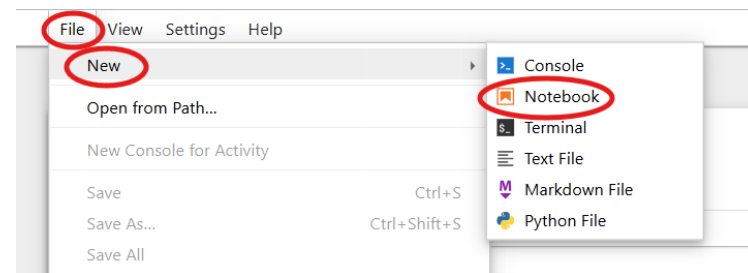 File View Settings Help
New
Open from Path...
New Console for Activity
Save Ctrl+S
Save As... Ctrl+Shift+S
Save All
Console
Notebook
Terminal
Text File
Markdown File
Python File